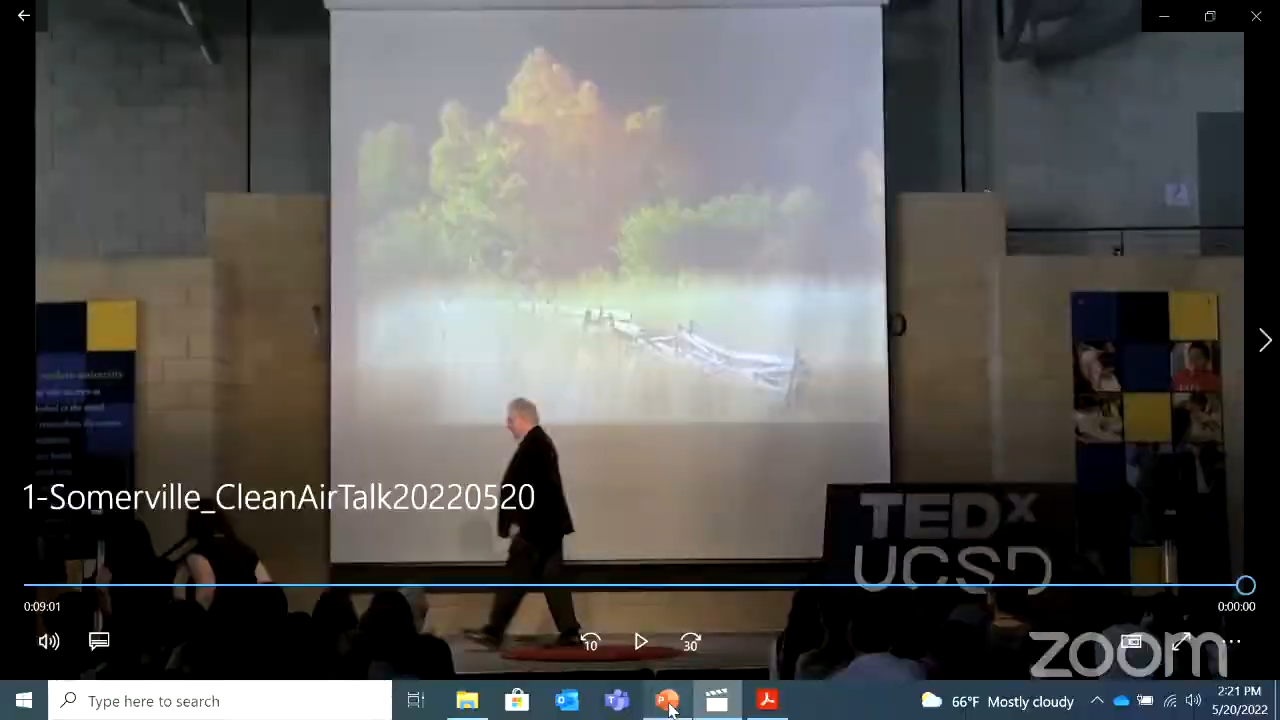 1-Somerville_CleanAirTalk20220520
TEDx
UCSD
0:09:01
0:00:00
10
30
zoom
Type here to search
66°F Mostly cloudy
2:21 PM
5/20/2022